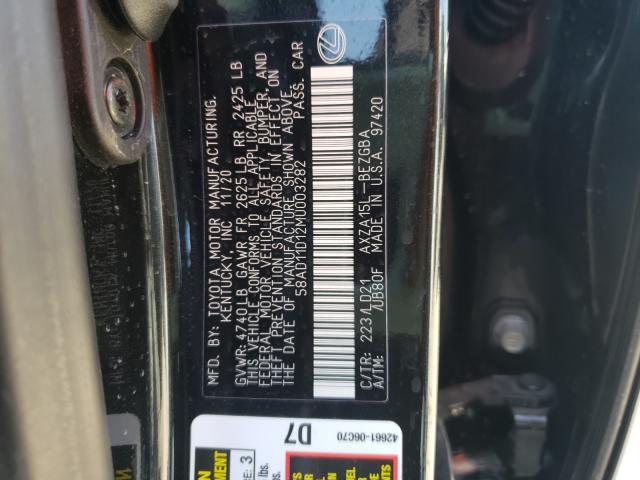 MFD. BY: TOYOTA MOTOR MANUFACTURING.
KENTUCKY, INC 11/20
GVWR: 4740LB GAWR FR 2625 LB RR 2425 LB
THIS VEHICLE CONFORMS TO ALL APPLICABLE
FEDERAL MOTOR VEHICLE SAFETY, BUMPER, AND
THEFT PREVENTION STANDARDS IN EFFECT ON
THE DATE OF MANUFACTURE SHOWN ABOVE.
58AD11D12MU003282 PASS. CAR
C/TR: 223/LD21 AXZA15L-BEZGBA
A/TM: /UB80F MADE IN U.S.A. 97420
D7
42661-06C70
3
lbs.